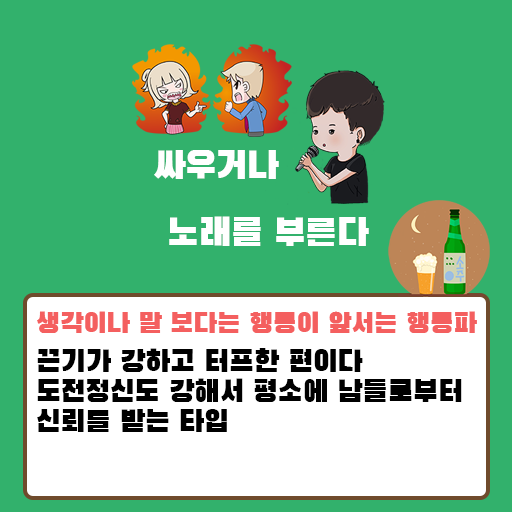 싸우거나
노래를 부른다
소주
생각이나 말 보다는 행동이 앞서는 행동파
끈기가 강하고 터프한 편이다
도전정신도 강해서 평소에 남들로부터
신뢰를 받는 타입